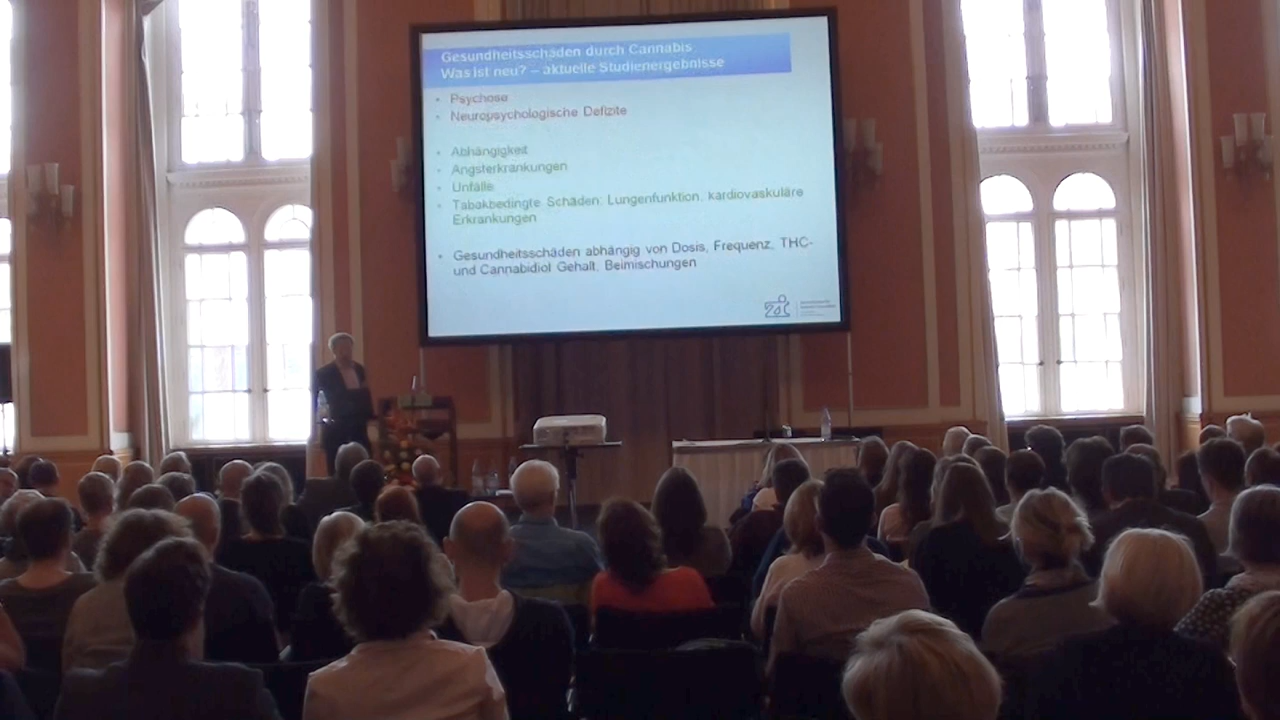 Gesundheitsschäden durch Cannabis
Was ist neu? – aktuelle Studienergebnisse
• Psychose
• Neuropsychologische Defizite
• Abhängigkeit
• Angsterkrankungen
• Unfälle
• Tabakbedingte Schäden: Lungenfunktion, kardiovaskuläre
Erkrankungen
• Gesundheitsschäden abhängig von Dosis, Frequenz, THC-
und Cannabidiol Gehalt, Beimischungen